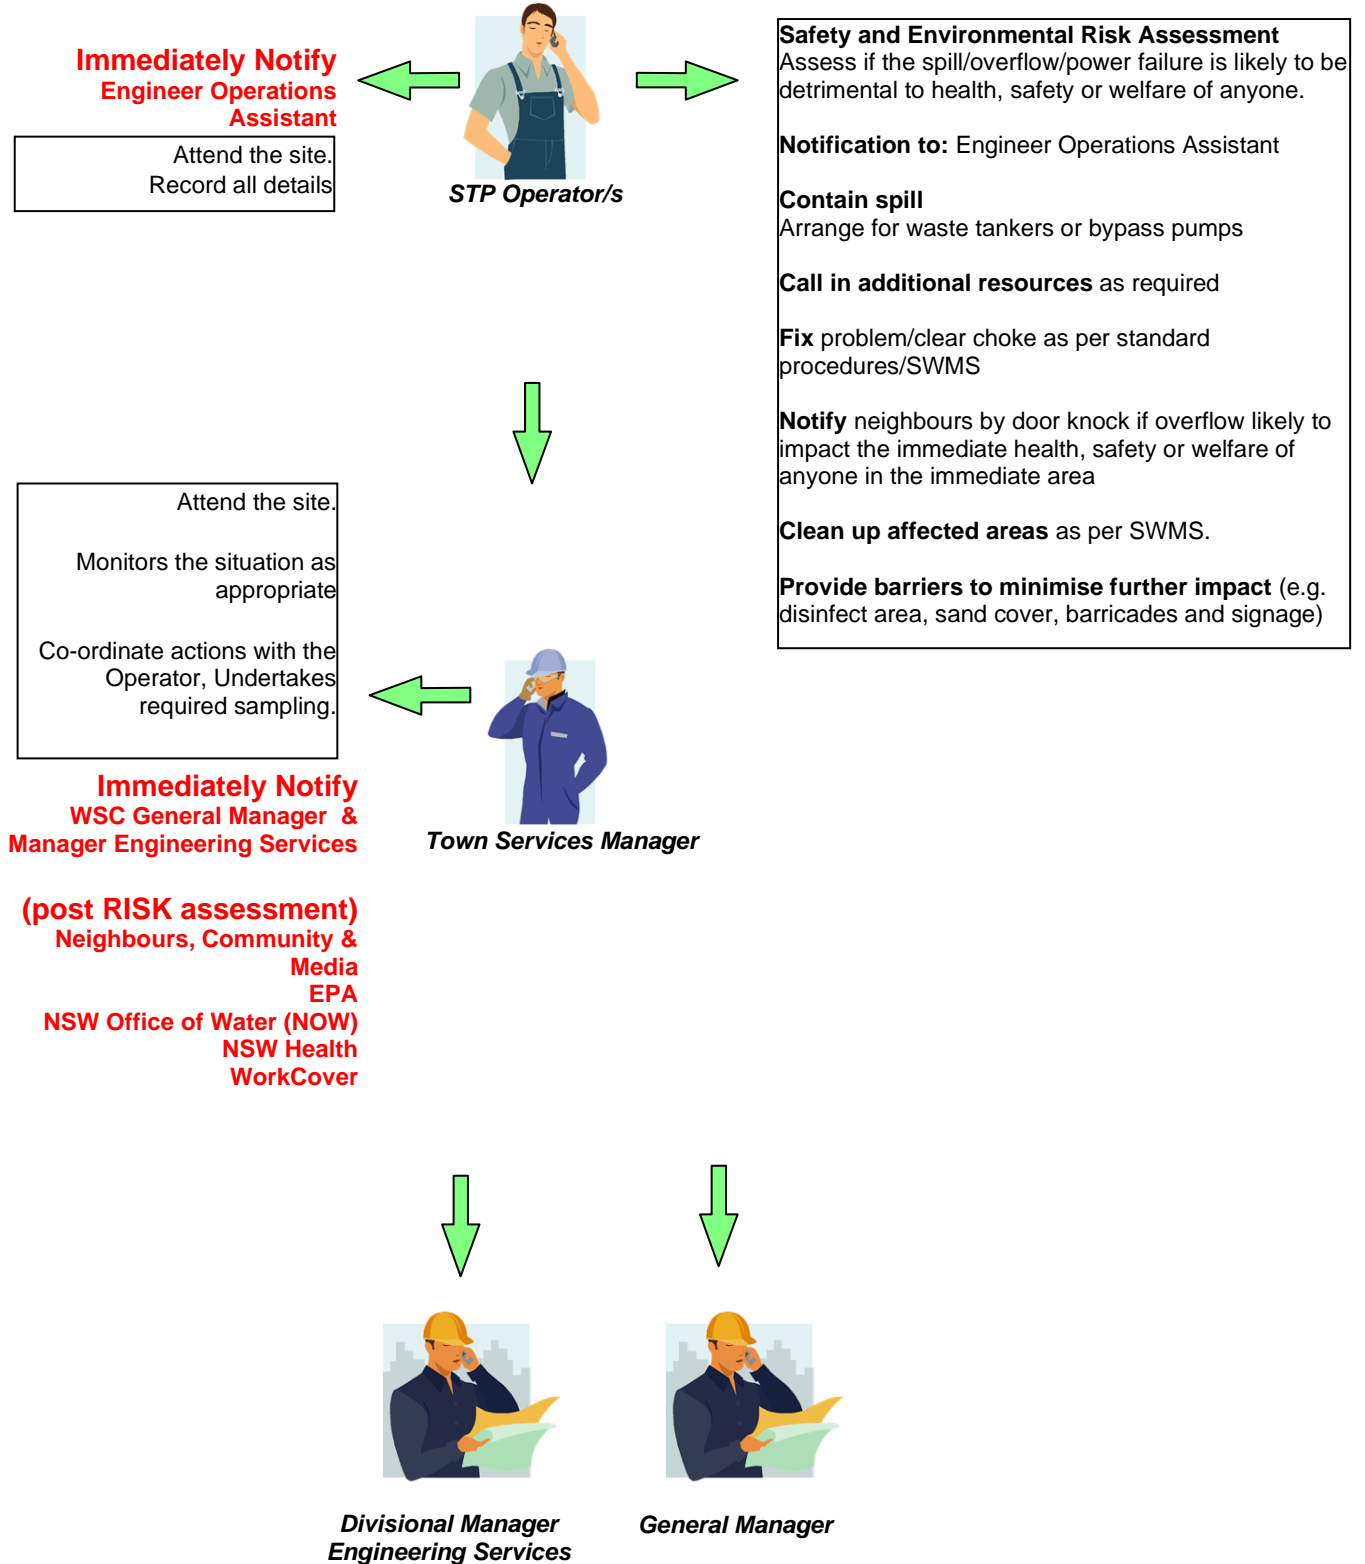 Immediately Notify
Engineer Operations
Assistant
Attend the site.
Record all details
STP Operator/s
Safety and Environmental Risk Assessment
Assess if the spill/overflow/power failure is likely to be
detrimental to health, safety or welfare of anyone.
Notification to: Engineer Operations Assistant
Contain spill
Arrange for waste tankers or bypass pumps
Call in additional resources as required
Fix problem/clear choke as per standard
procedures/SWMS
Notify neighbours by door knock if overflow likely to
impact the immediate health, safety or welfare of
anyone in the immediate area
Clean up affected areas as per SWMS.
Provide barriers to minimise further impact (e.g.
disinfect area, sand cover, barricades and signage)
Attend the site.
Monitors the situation as
appropriate
Co-ordinate actions with the
Operator, Undertakes
required sampling.
Town Services Manager
Immediately Notify
WSC General Manager &
Manager Engineering Services
(post RISK assessment)
Neighbours, Community &
Media
EPA
NSW Office of Water (NOW)
NSW Health
WorkCover
Divisional Manager
Engineering Services
General Manager